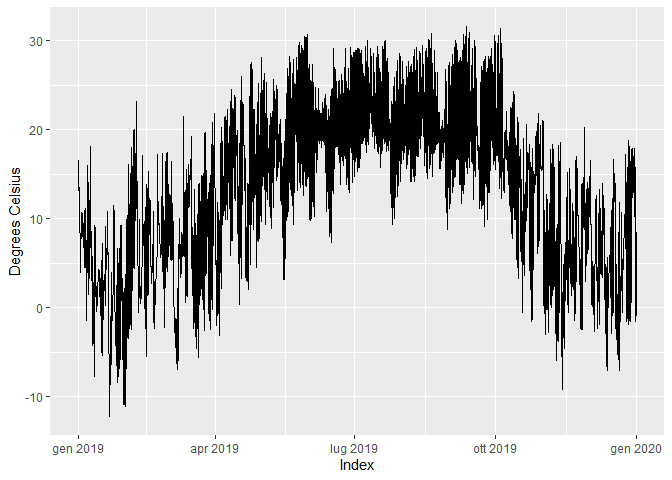 Degrees Celsius
30
20
10
0
-10
gen 2019
apr 2019
lug 2019
ott 2019
gen 2020
Index